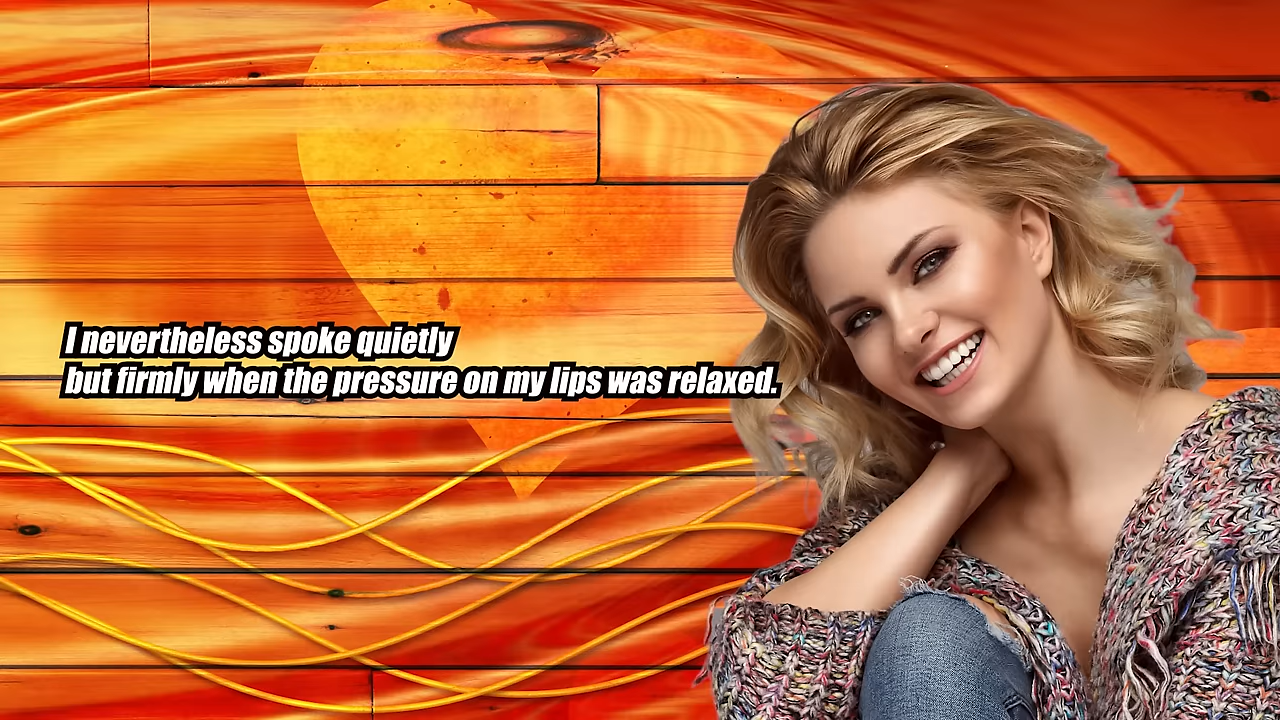 I nevertheless spoke quietly
but firmly when the pressure on my lips was relaxed.